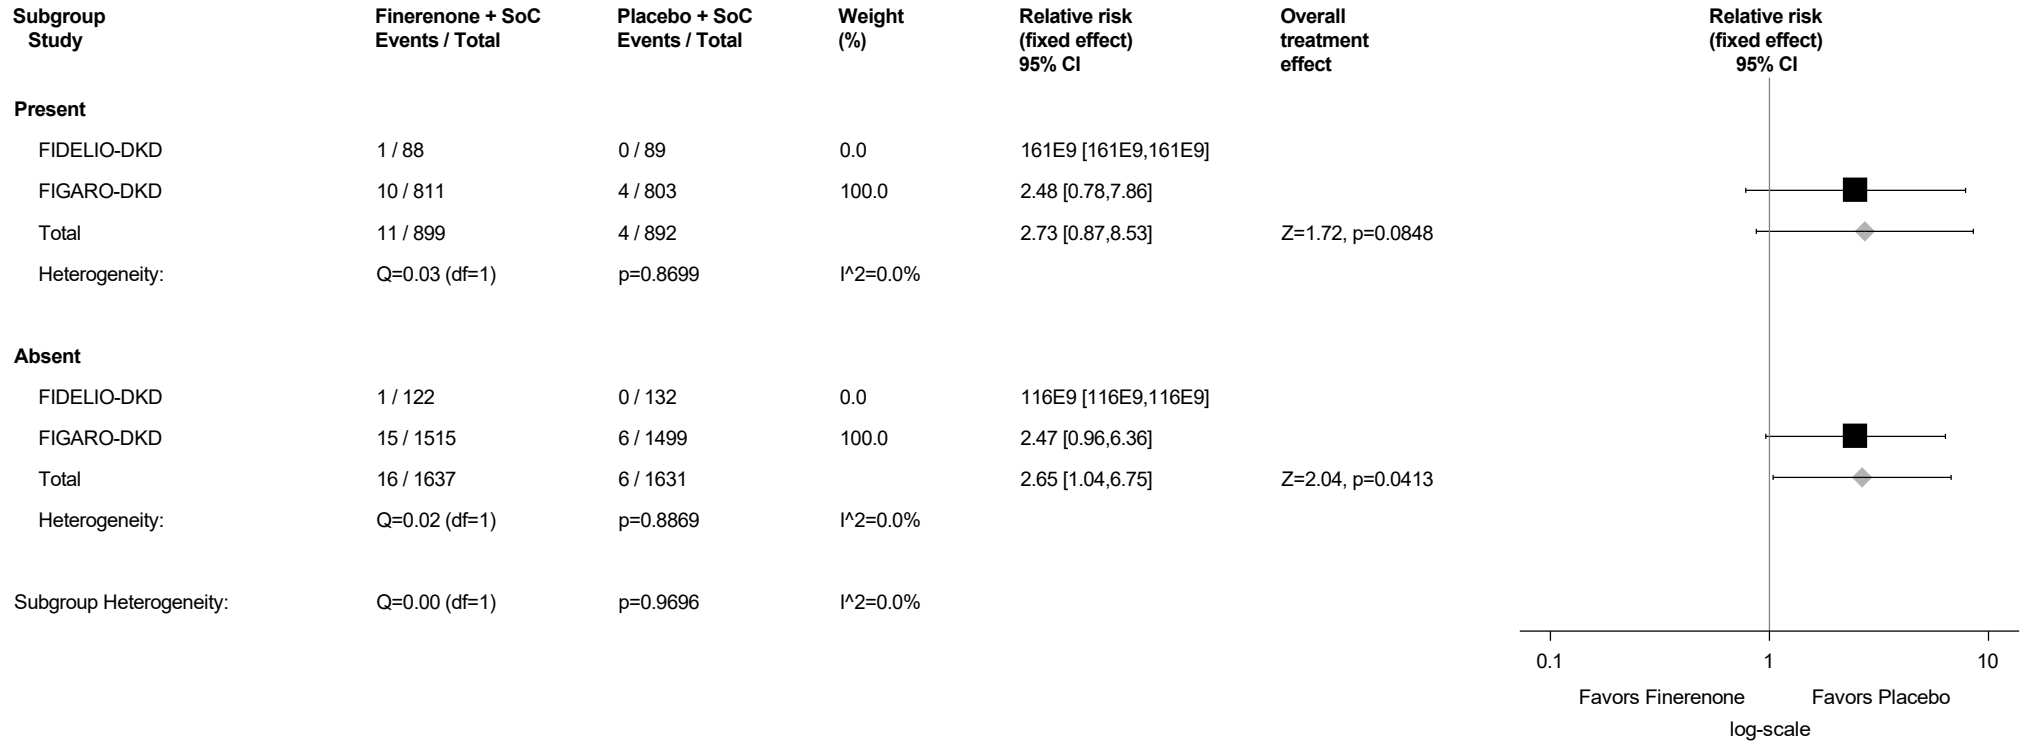 Subgroup Finerenone + SoC Placebo + SoC Weight Relative risk Overall Relative risk
Study Events / Total Events / Total (%) (fixed effect) treatment (fixed effect)
95% CI effect 95% CI
Present
FIDELIO-DKD 1 / 88 0 / 89 0.0 161E9 [161E9,161E9]
FIGARO-DKD 10 / 811 4 / 803 100.0 2.48 [0.78,7.86]
Total 11 / 899 4 / 892 2.73 [0.87,8.53] Z=1.72, p=0.0848
Heterogeneity: Q=0.03 (df=1) p=0.8699 I^2=0.0%
Absent
FIDELIO-DKD 1 / 122 0 / 132 0.0 116E9 [116E9,116E9]
FIGARO-DKD 15 / 1515 6 / 1499 100.0 2.47 [0.96,6.36]
Total 16 / 1637 6 / 1631 2.65 [1.04,6.75] Z=2.04, p=0.0413
Heterogeneity: Q=0.02 (df=1) p=0.8869 I^2=0.0%
Subgroup Heterogeneity: Q=0.00 (df=1) p=0.9696 I^2=0.0%
0.1 1 10
Favors Finerenone Favors Placebo
log-scale